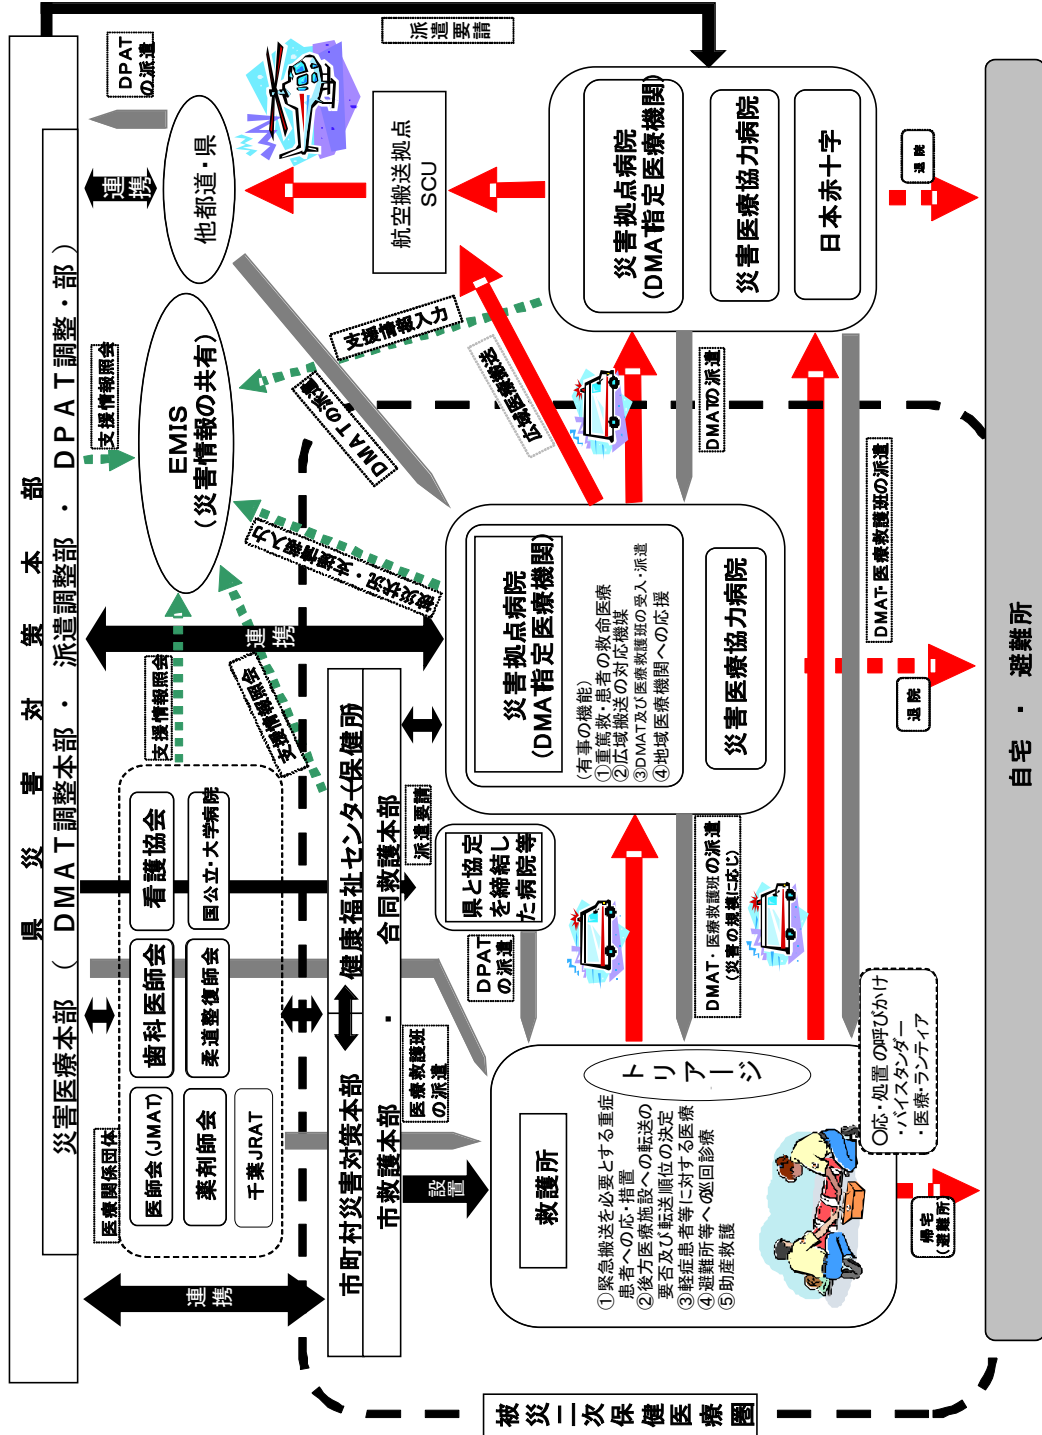 県災害対策本部
災害医療本部（DMAT調整本部・派遣調整部・DPAT調整・部）
連携
医療関係団体
医師会(JMAT)
歯科医師会
看護協会
薬剤師会
柔道整復師会
国公立・大学病院
千葉JRAT
支援情報照会
支援情報照会
支援情報照会
EMIS
(災害情報の共有)
連携
DPAT
の派遣
他都道・県
派遣要請
航空搬送拠点
SCU
支援情報入力
DMATの派遣
広域医療搬送
被災状況・支援情報入力
連携
市町村災害対策本部
健康福祉センター(保健所)
市救護本部・合同救護本部
設置
医療救護班
の派遣
派遣要請
県と協定
を締結し
た病院等
DPAT
の派遣
救護所
トリアージ
①緊急搬送を必要とする重症
患者への応・措置
②後方医療施設への転送の
要否及び転送順位の決定
③軽症患者等に対する医療
④避難所等への巡回診療
⑤助産救護
〇応・処置の呼びかけ
・バイスタンダー
・医療・ランティア
帰宅
(避難所)
災害拠点病院
(DMAT指定医療機関)
(有事の機能)
①重篤救・患者の救命医療
②広域搬送の対応機媒
③DMAT及び医療救護班の受入・派遣
④地域医療機関への応援
災害医療協力病院
DMAT・医療救護班の派遣
(災害の規模に応じ)
DMATの派遣
DMAT・医療救護班の派遣
災害拠点病院
(DMAT指定医療機関)
災害医療協力病院
日本赤十字
退院
退院
自宅・避難所
被災二次保健医療圏